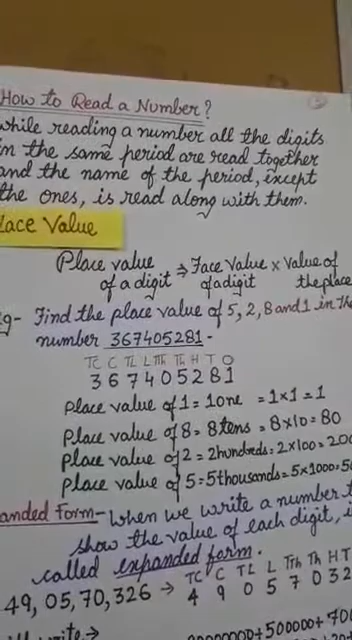 How to Read a Number?
while reading a number all the digits
in the same period are read together
and the name of the period, except
the ones, is read along with them.
lace Value
Place value ⇒ Face Value × Value of
of a digit of a digit the place
eg- Find the place value of 5, 2, 8 and 1 in the
number 367405281-
TC C TL L TTh Th H T O
3 6 7 4 0 5 2 8 1
Place value of 1 = 1 one = 1×1 = 1
Place value of 8 = 8 tens = 8×10 = 80
Place value of 2 = 2 hundreds = 2×100 = 200
Place value of 5 = 5 thousands = 5×1000 = 50
anded Form - When we write a number t
show the value of each digit, i
called expanded form.
TC C TL L TTh Th H T
49, 05, 70, 326 → 4 9 0 5 7 0 3 2
write →
+500000+70